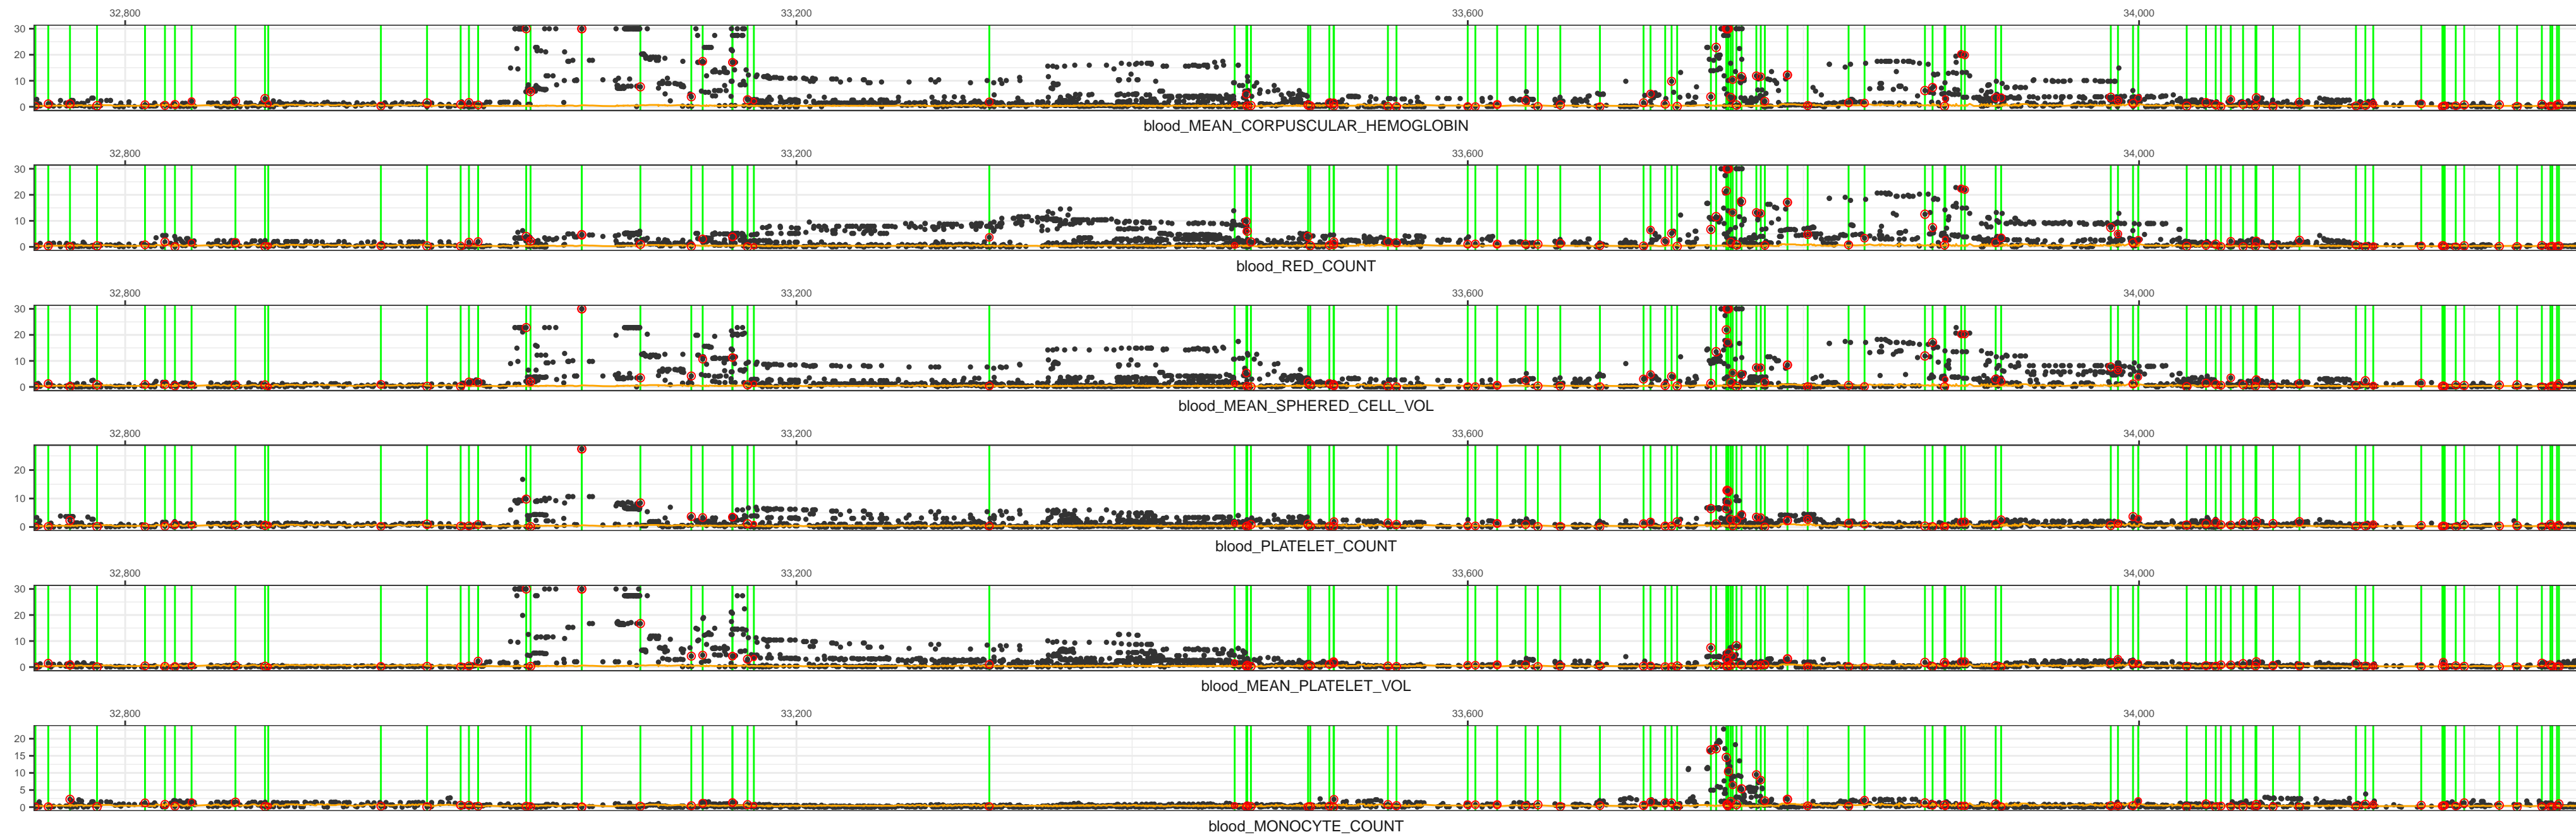 32,800 33,200 33,600 34,000
30
20
10
0
blood_MEAN_CORPUSCULAR_HEMOGLOBIN
32,800 33,200 33,600 34,000
30
20
10
0
blood_RED_COUNT
32,800 33,200 33,600 34,000
30
20
10
0
blood_MEAN_SPHERED_CELL_VOL
32,800 33,200 33,600 34,000
20
10
0
blood_PLATELET_COUNT
32,800 33,200 33,600 34,000
30
20
10
0
blood_MEAN_PLATELET_VOL
32,800 33,200 33,600 34,000
20
15
10
5
0
blood_MONOCYTE_COUNT